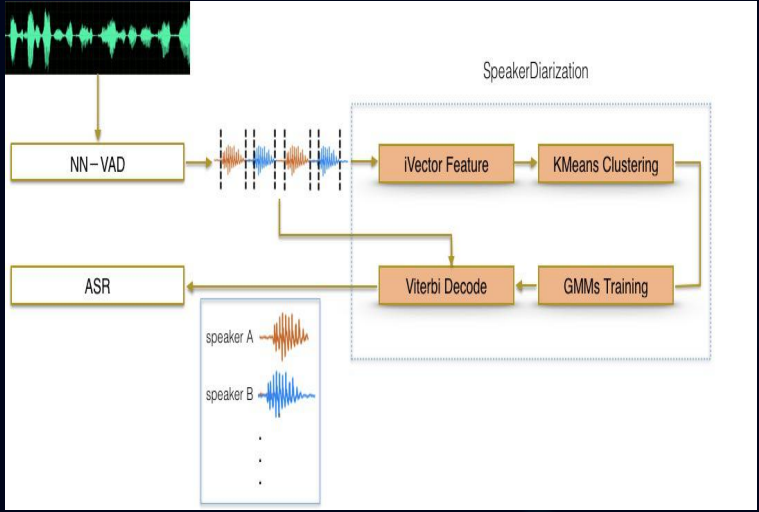 SpeakerDiarization
NN-VAD
iVector Feature
KMeans Clustering
ASR
Viterbi Decode
GMMs Training
speaker A
speaker B